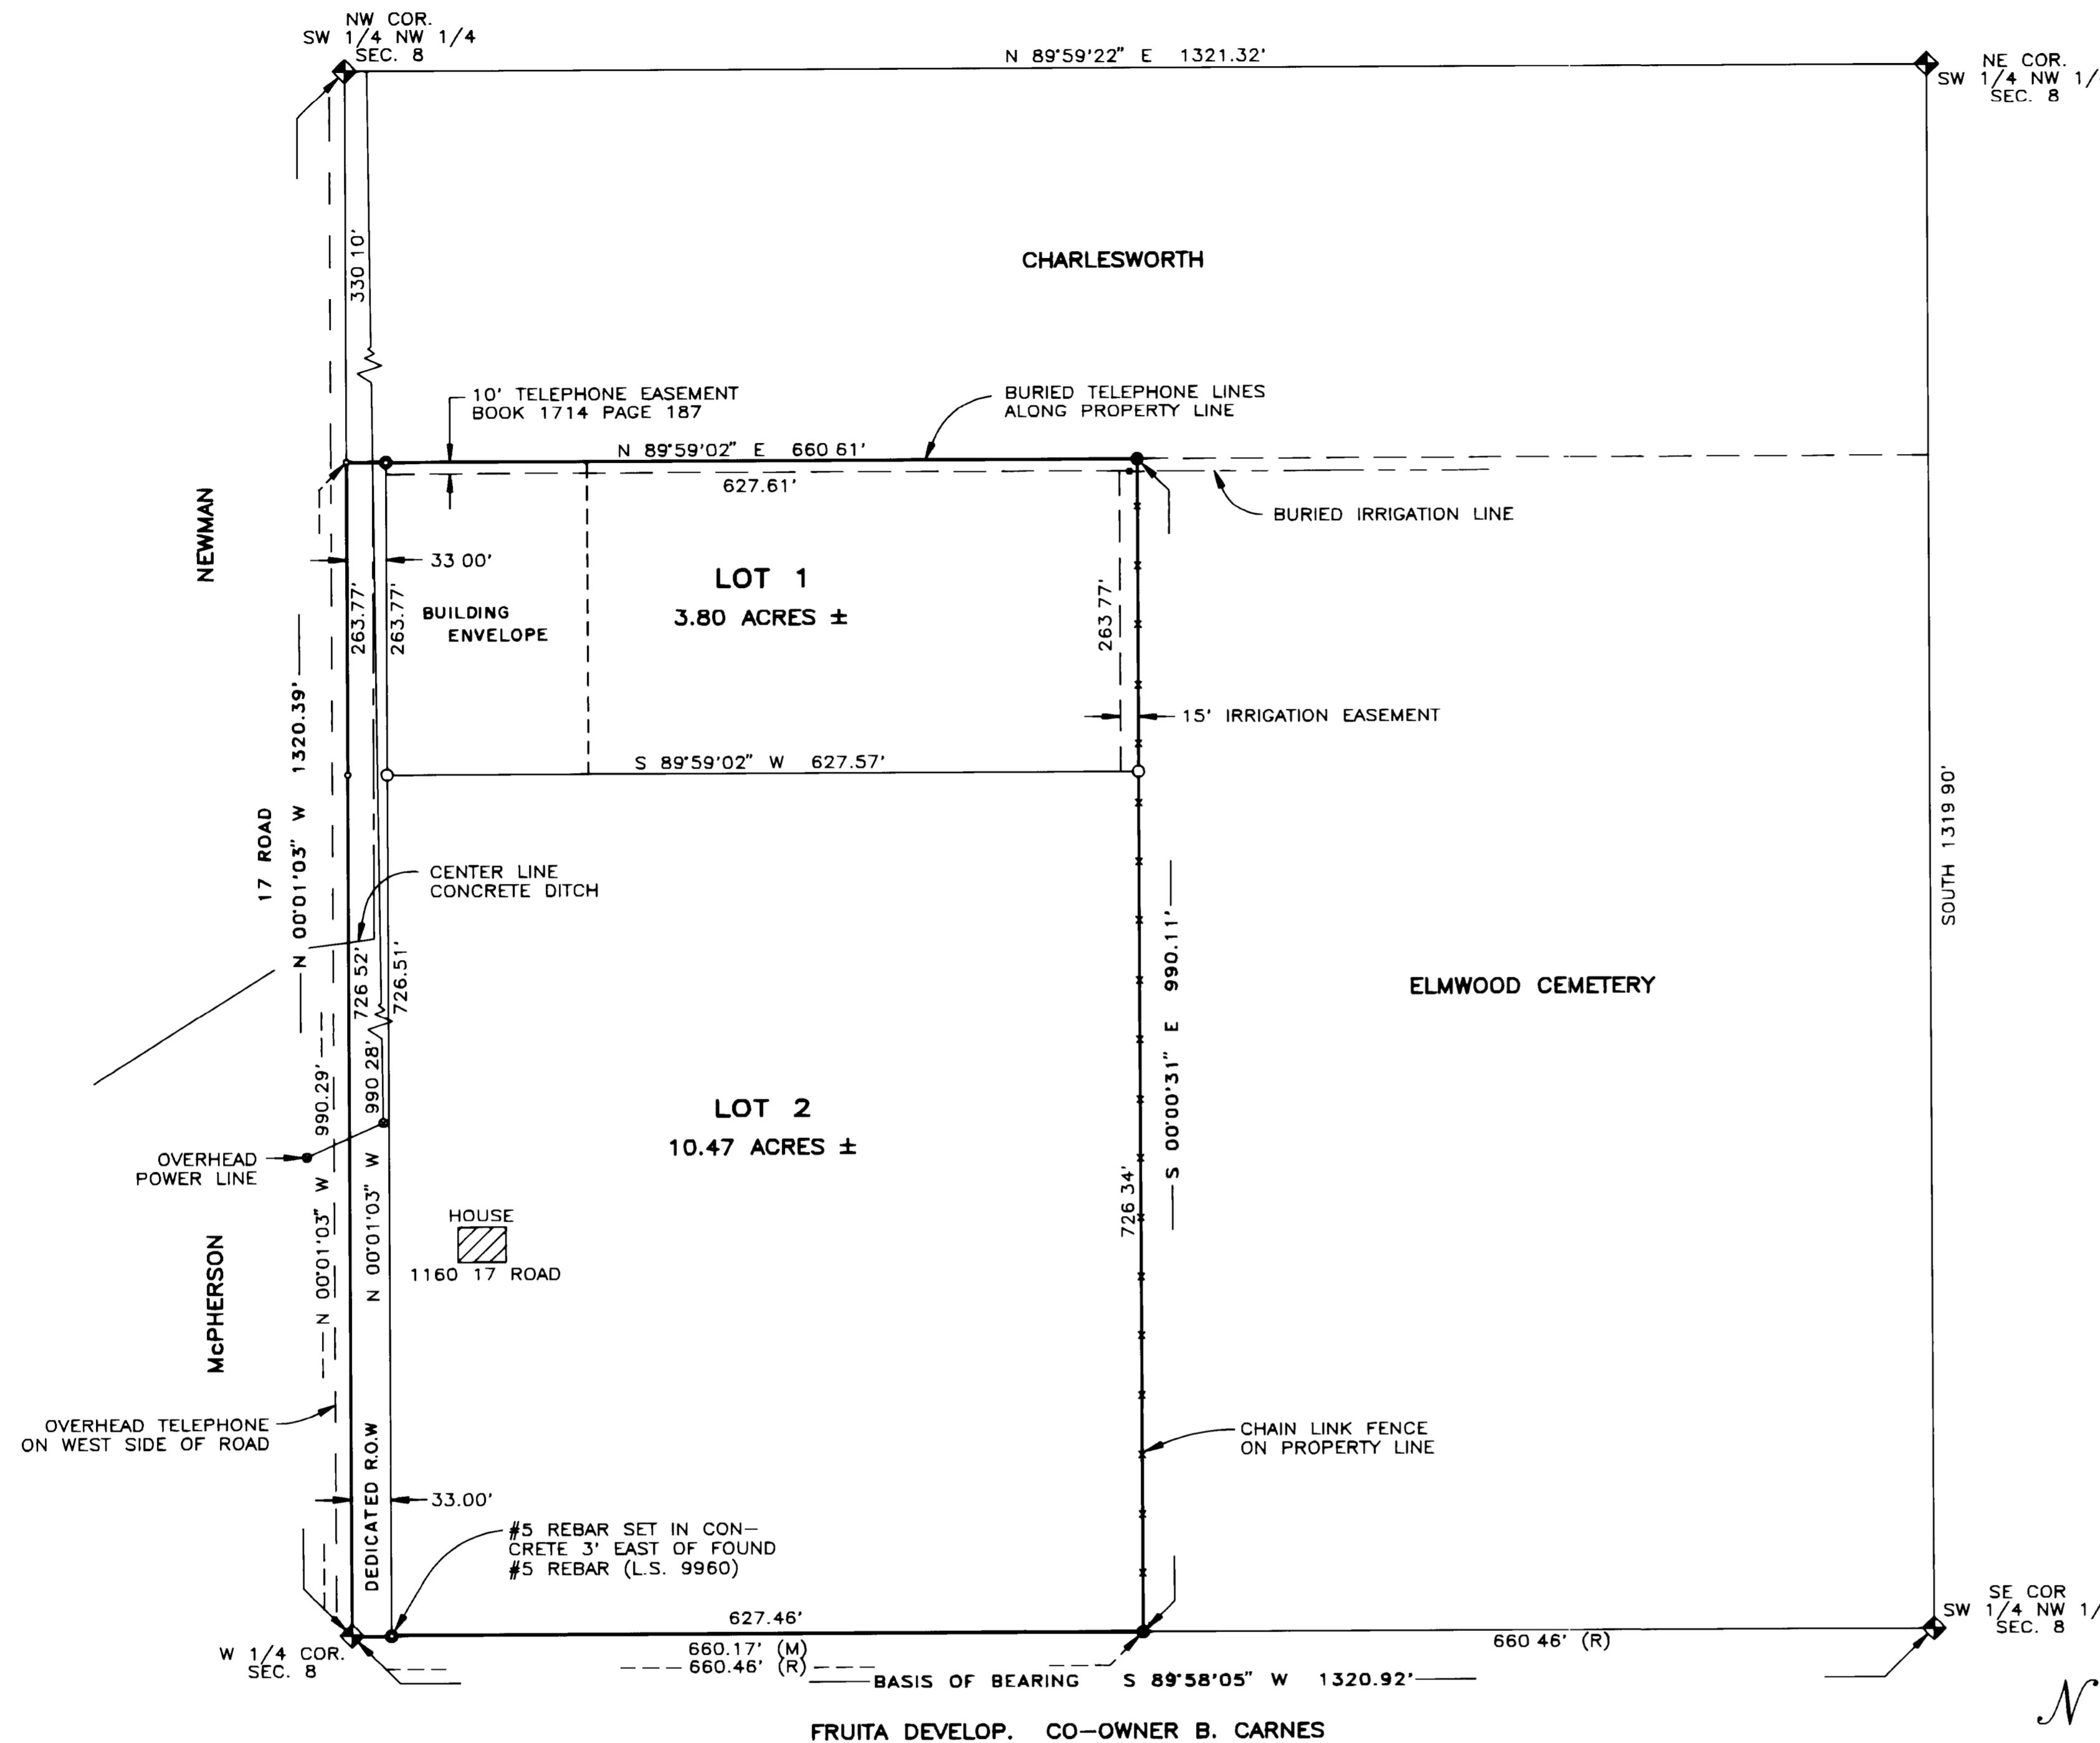 NW COR.
SW 1/4 NW 1/4
SEC. 8
N 89°59'22" E 1321.32'
NE COR.
SW 1/4 NW 1/
SEC. 8
330 10'
CHARLESWORTH
10' TELEPHONE EASEMENT
BOOK 1714 PAGE 187
BURIED TELEPHONE LINES
ALONG PROPERTY LINE
N 89°59'02" E 660 61'
627.61'
BURIED IRRIGATION LINE
NEWMAN
33 00'
263.77'
263.77'
BUILDING
ENVELOPE
LOT 1
3.80 ACRES ±
263 77'
15' IRRIGATION EASEMENT
S 89°59'02" W 627.57'
17 ROAD
N 00°01'03" W 1320.39'
SOUTH 1319 90'
CENTER LINE
CONCRETE DITCH
726 52'
726.51'
S 00°00'31" E 990.11'
ELMWOOD CEMETERY
N 00°01'03" W 990.29'
N 00°01'03" W 990 28'
LOT 2
10.47 ACRES ±
OVERHEAD
POWER LINE
726 34'
HOUSE
1160 17 ROAD
McPHERSON
OVERHEAD TELEPHONE
ON WEST SIDE OF ROAD
CHAIN LINK FENCE
ON PROPERTY LINE
DEDICATED R.O.W
33.00'
#5 REBAR SET IN CON-
CRETE 3' EAST OF FOUND
#5 REBAR (L.S. 9960)
SE COR
SW 1/4 NW 1/
SEC. 8
627.46'
W 1/4 COR.
SEC. 8
660.17' (M)
660.46' (R)
660 46' (R)
BASIS OF BEARING S 89°58'05" W 1320.92'
N
FRUITA DEVELOP. CO-OWNER B. CARNES